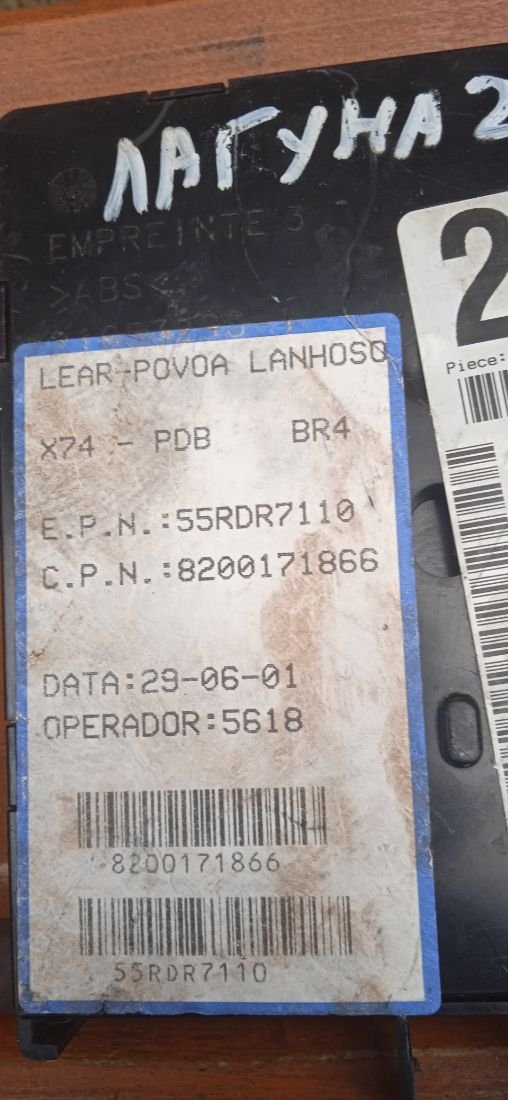 ЛАГУНА 2
EMPREINTE 3
>ABS<
LEAR-POVOA LANHOSO
X74 - PDB BR4
E.P.N.:55RDR7110
C.P.N.:8200171866
DATA:29-06-01
OPERADOR:5618
8200171866
55RDR7110
2
Piece: